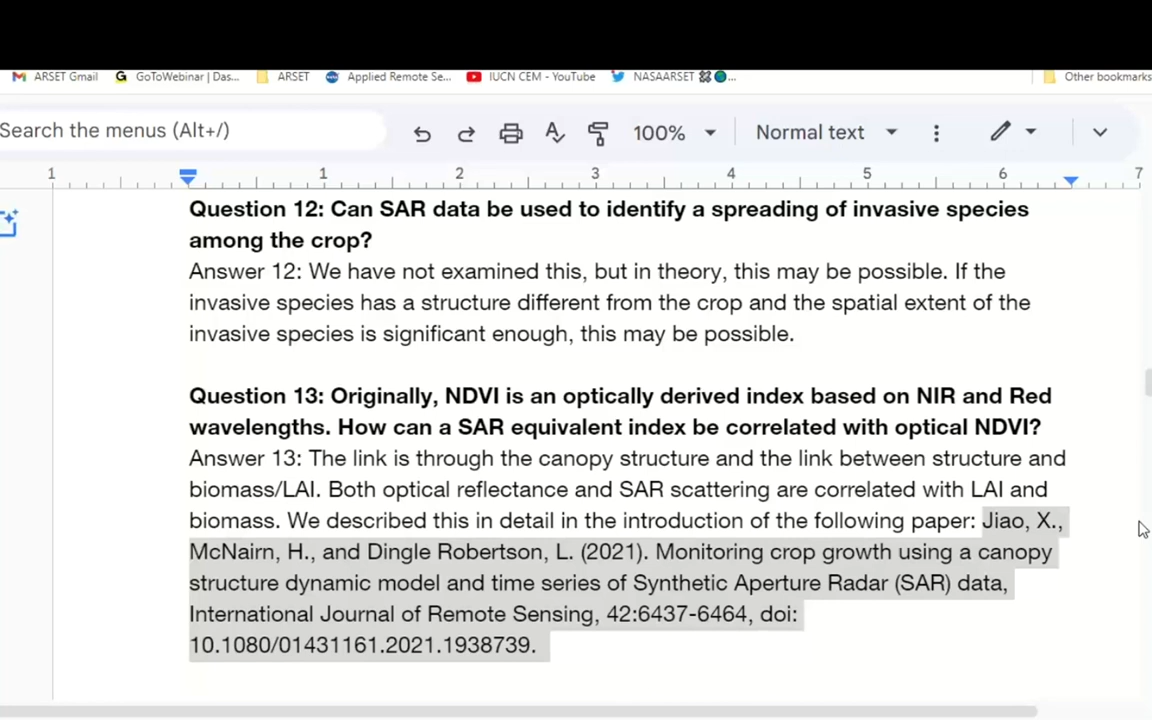 ARSET Gmail GoToWebinar | Das... ARSET Applied Remote Se... IUCN CEM - YouTube NASAARSET Other bookmarks
Search the menus (Alt+/) 100% Normal text
1 1 2 3 4 5 6 7
Question 12: Can SAR data be used to identify a spreading of invasive species
among the crop?
Answer 12: We have not examined this, but in theory, this may be possible. If the
invasive species has a structure different from the crop and the spatial extent of the
invasive species is significant enough, this may be possible.
Question 13: Originally, NDVI is an optically derived index based on NIR and Red
wavelengths. How can a SAR equivalent index be correlated with optical NDVI?
Answer 13: The link is through the canopy structure and the link between structure and
biomass/LAI. Both optical reflectance and SAR scattering are correlated with LAI and
biomass. We described this in detail in the introduction of the following paper: Jiao, X.,
McNairn, H., and Dingle Robertson, L. (2021). Monitoring crop growth using a canopy
structure dynamic model and time series of Synthetic Aperture Radar (SAR) data,
International Journal of Remote Sensing, 42:6437-6464, doi:
10.1080/01431161.2021.1938739.